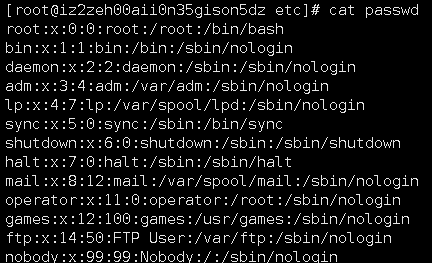 [root@iz2zeh00aii0n35gison5dz etc]# cat passwd
root:x:0:0:root:/root:/bin/bash
bin:x:1:1:bin:/bin:/sbin/nologin
daemon:x:2:2:daemon:/sbin:/sbin/nologin
adm:x:3:4:adm:/var/adm:/sbin/nologin
lp:x:4:7:lp:/var/spool/lpd:/sbin/nologin
sync:x:5:0:sync:/sbin:/bin/sync
shutdown:x:6:0:shutdown:/sbin:/sbin/shutdown
halt:x:7:0:halt:/sbin:/sbin/halt
mail:x:8:12:mail:/var/spool/mail:/sbin/nologin
operator:x:11:0:operator:/root:/sbin/nologin
games:x:12:100:games:/usr/games:/sbin/nologin
ftp:x:14:50:FTP User:/var/ftp:/sbin/nologin
nobody:x:99:99:Nobody:/:/sbin/nologin